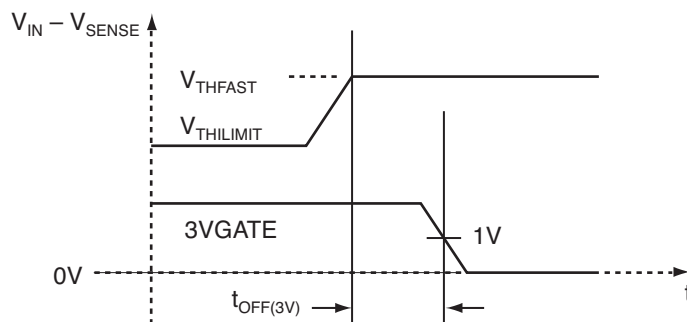 V_IN – V_SENSE
V_THFAST
V_THILIMIT
3VGATE
1V
0V
t
t_OFF(3V)